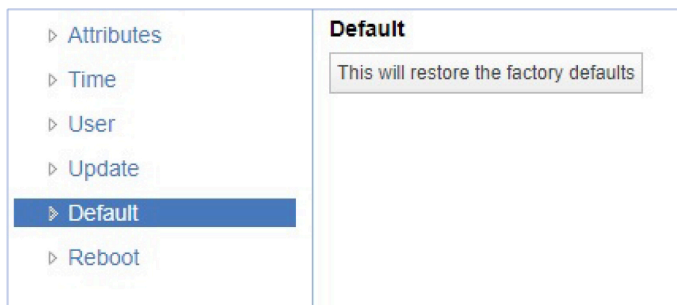 Attributes
Time
User
Update
Default
Reboot
Default
This will restore the factory defaults